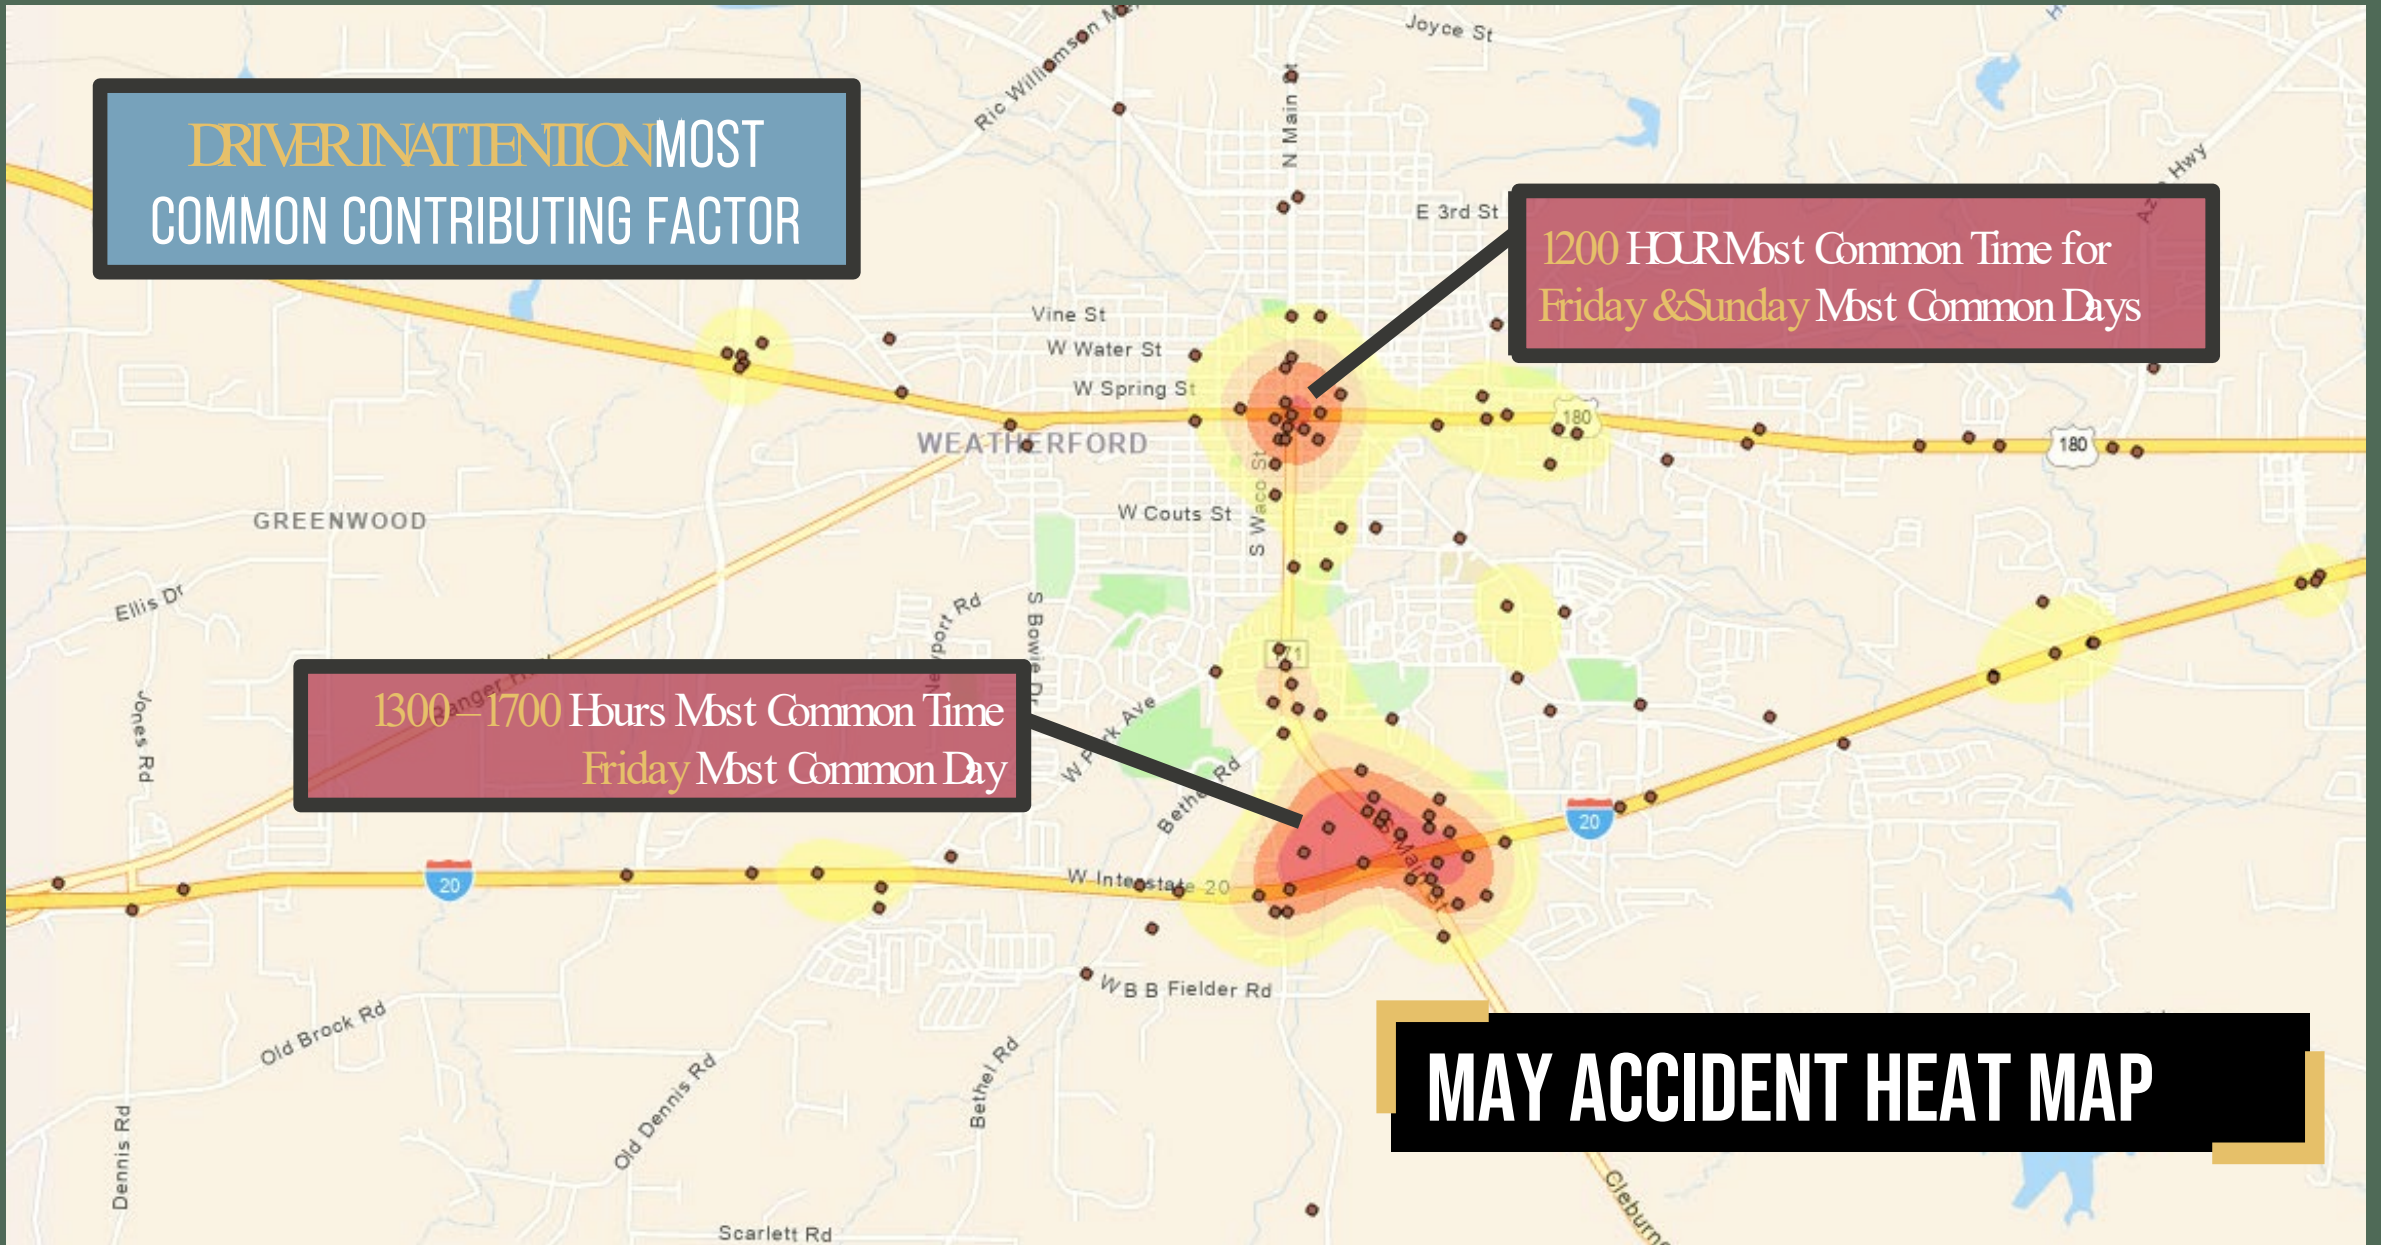 Joyce St
N Main St
DRIVER INATTENTION MOST
COMMON CONTRIBUTING FACTOR
E 3rd St
1200 HOUR Most Common Time for
Friday & Sunday Most Common Days
Vine St
W Water St
W Spring St
180
180
WEATHERFORD
GREENWOOD
W Couts St
S Waco St
Ellis Dr
S Bowie Dr
171
Jones Rd
1300 – 1700 Hours Most Common Time
Friday Most Common Day
W Park Ave
Bethel Rd
20
20
W Interstate 20
S Main St
W B B Fielder Rd
Old Brock Rd
Old Dennis Rd
Bethel Rd
Dennis Rd
MAY ACCIDENT HEAT MAP
Scarlett Rd